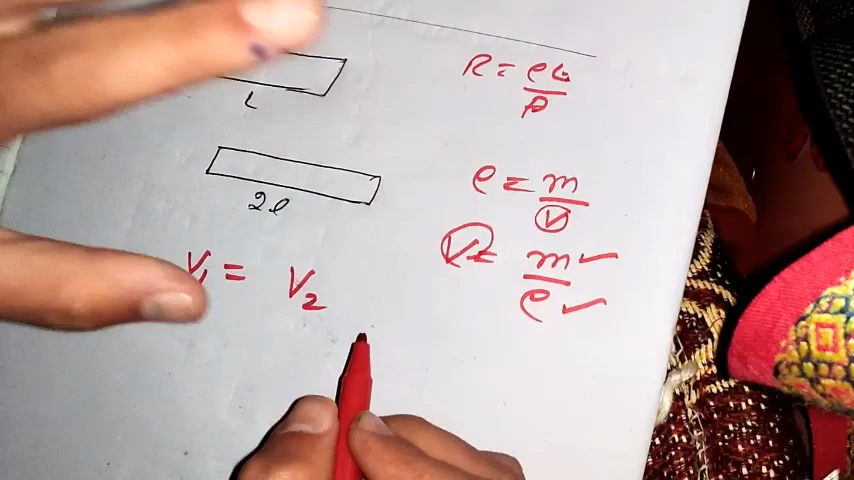 L
R = ρL
A
2l
ρ = m
V
V = m
ρ
V₁ = V₂